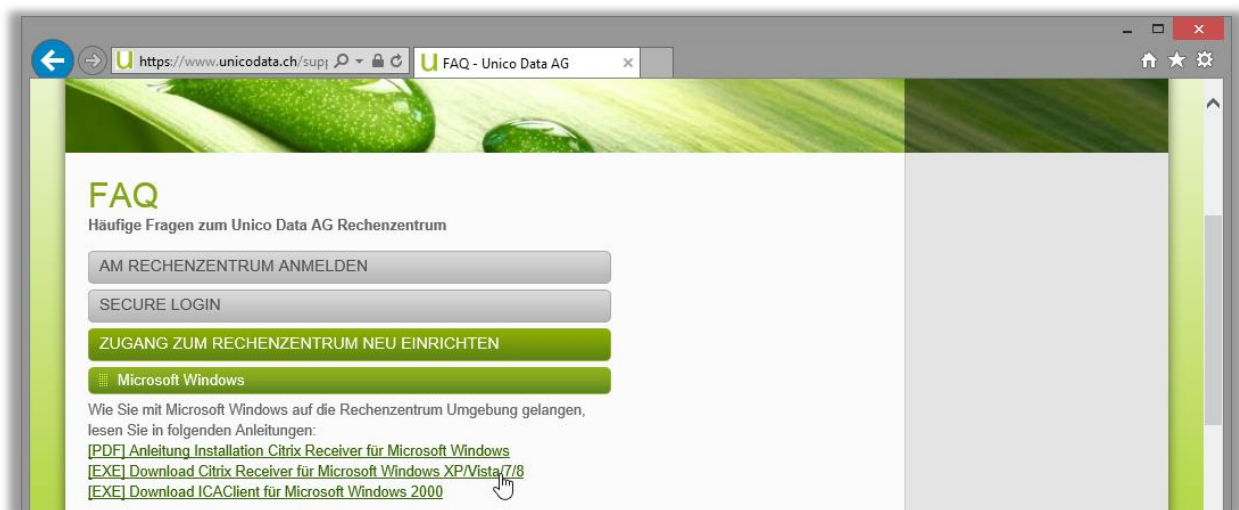 https://www.unicodata.ch/sup
FAQ - Unico Data AG
FAQ
Häufige Fragen zum Unico Data AG Rechenzentrum
AM RECHENZENTRUM ANMELDEN
SECURE LOGIN
ZUGANG ZUM RECHENZENTRUM NEU EINRICHTEN
Microsoft Windows
Wie Sie mit Microsoft Windows auf die Rechenzentrum Umgebung gelangen,
lesen Sie in folgenden Anleitungen:
[PDF] Anleitung Installation Citrix Receiver für Microsoft Windows
[EXE] Download Citrix Receiver für Microsoft Windows XP/Vista/7/8
[EXE] Download ICAClient für Microsoft Windows 2000